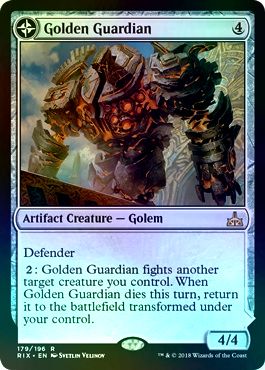 Golden Guardian 4
Artifact Creature — Golem
Defender
2: Golden Guardian fights another
target creature you control. When
Golden Guardian dies this turn, return
it to the battlefield transformed under
your control.
4/4
179/196 R
RIX • EN SVETLIN VELINOV
™ & © 2018 Wizards of the Coast